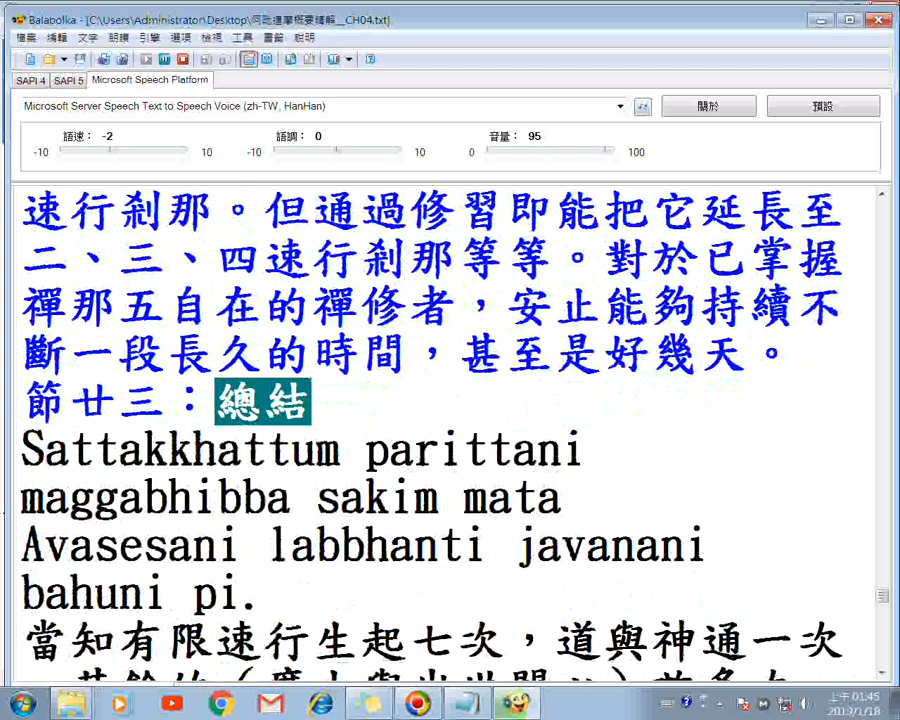 Balabolka - [C:\Users\Administrator\Desktop\阿毗達摩概要精解__CH04.txt]
檔案 編輯 文字 朗讀 引擎 選項 檢視 工具 書籤 說明
SAPI 4 SAPI 5 Microsoft Speech Platform
Microsoft Server Speech Text to Speech Voice (zh-TW, HanHan) 關於 預設
語速： -2 語調： 0 音量： 95
-10 10 -10 10 0 100
速行剎那。但通過修習即能把它延長至
二、三、四速行剎那等等。對於已掌握
禪那五自在的禪修者，安止能夠持續不
斷一段長久的時間，甚至是好幾天。
節廿三：總結
Sattakkhattum parittani
maggabhibba sakim mata
Avasesani labbhanti javanani
bahuni pi.
當知有限速行生起七次，道與神通一次
上午 01:45
2019/1/18